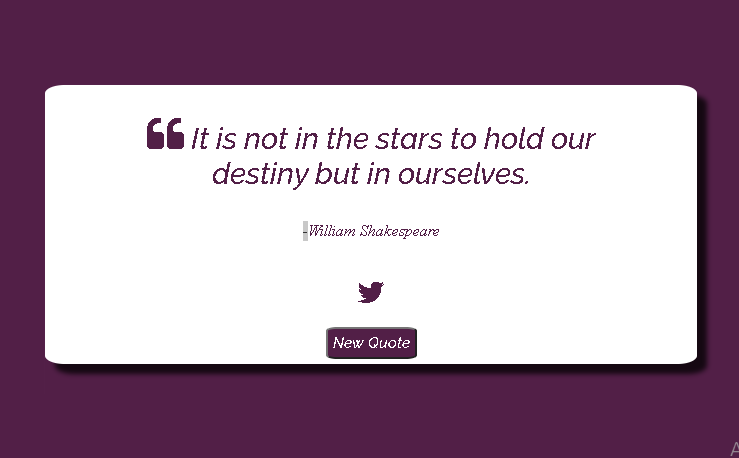 ❝ It is not in the stars to hold our
destiny but in ourselves.
-William Shakespeare
New Quote
A